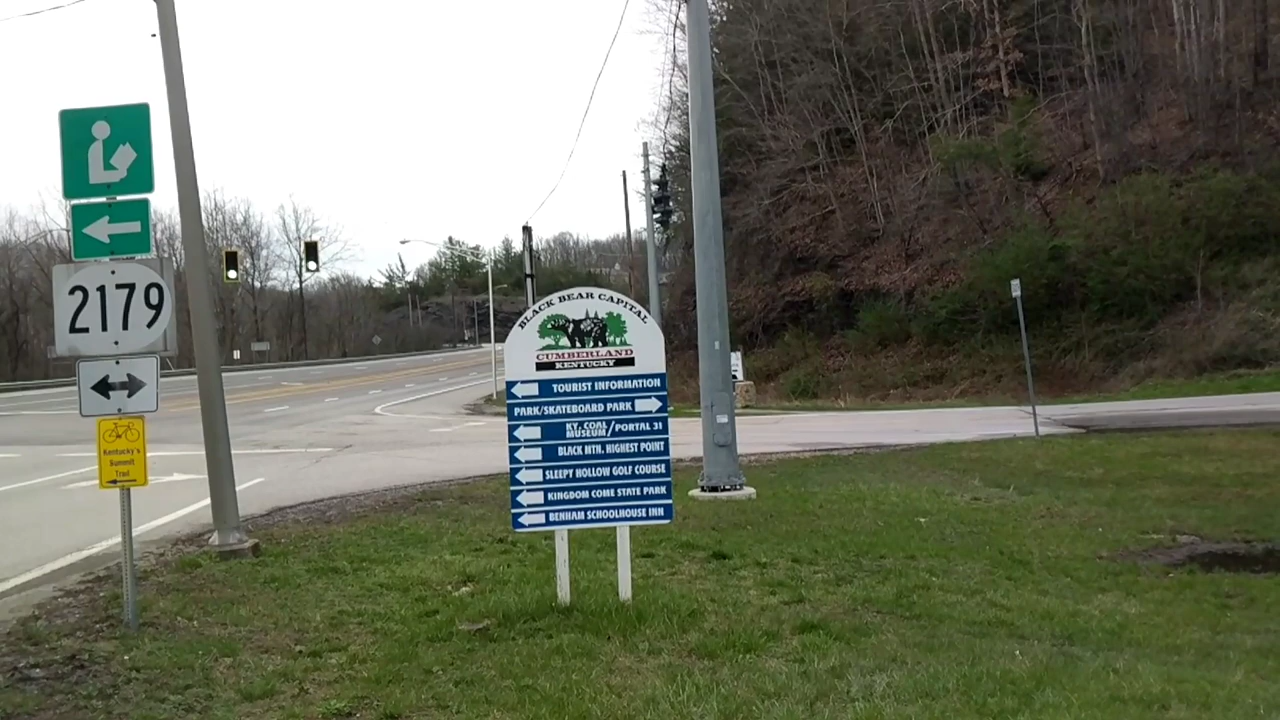 2179
Kentucky's
Summit
Trail
BLACK BEAR CAPITAL
CUMBERLAND
KENTUCKY
TOURIST INFORMATION
PARK/SKATEBOARD PARK
KY. COAL MUSEUM/PORTAL 31
BLACK MTN. HIGHEST POINT
SLEEPY HOLLOW GOLF COURSE
KINGDOM COME STATE PARK
BENHAM SCHOOLHOUSE INN